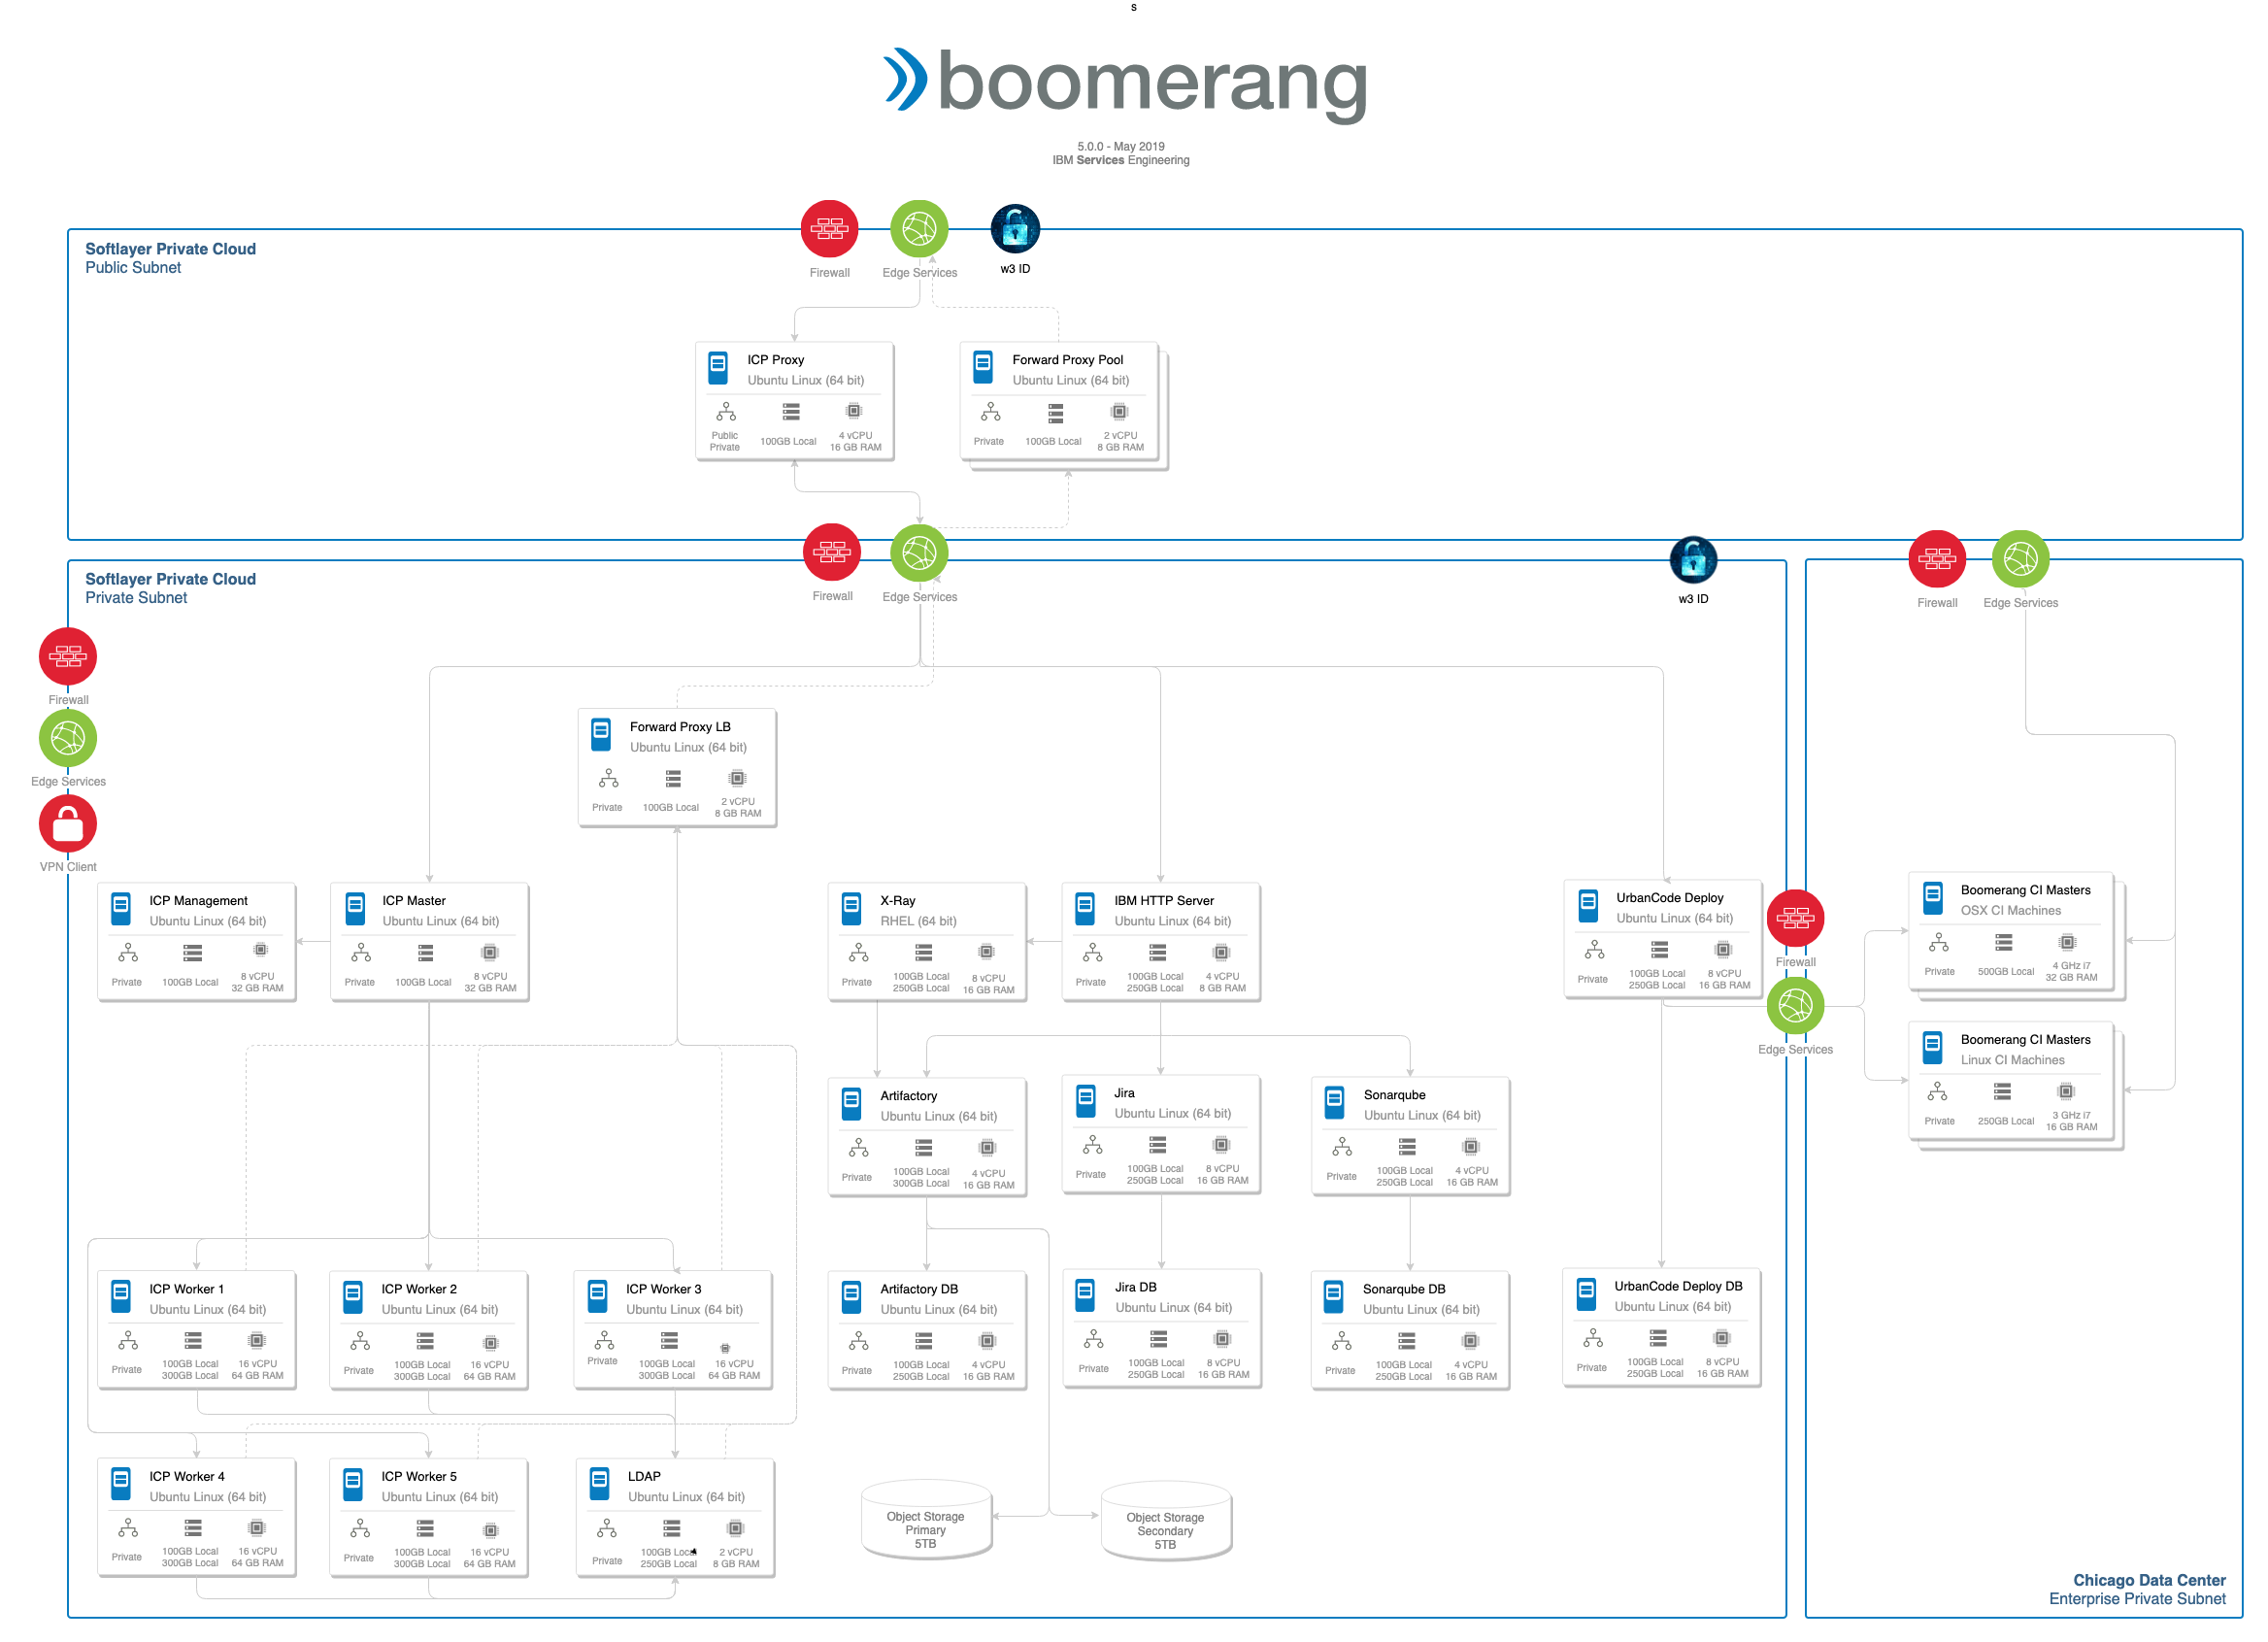 s
boomerang
5.0.0 - May 2019
IBM Services Engineering
Softlayer Private Cloud
Public Subnet
Firewall
Edge Services
w3 ID
ICP Proxy
Ubuntu Linux (64 bit)
Public
Private
100GB Local
4 vCPU
16 GB RAM
Forward Proxy Pool
Ubuntu Linux (64 bit)
Private
100GB Local
2 vCPU
8 GB RAM
Softlayer Private Cloud
Private Subnet
Firewall
Edge Services
w3 ID
Firewall
Edge Services
Firewall
Edge Services
VPN Client
Forward Proxy LB
Ubuntu Linux (64 bit)
Private
100GB Local
2 vCPU
8 GB RAM
ICP Management
Ubuntu Linux (64 bit)
Private
100GB Local
8 vCPU
32 GB RAM
ICP Master
Ubuntu Linux (64 bit)
Private
100GB Local
8 vCPU
32 GB RAM
X-Ray
RHEL (64 bit)
Private
100GB Local
250GB Local
8 vCPU
16 GB RAM
IBM HTTP Server
Ubuntu Linux (64 bit)
Private
100GB Local
250GB Local
4 vCPU
8 GB RAM
UrbanCode Deploy
Ubuntu Linux (64 bit)
Private
100GB Local
250GB Local
8 vCPU
16 GB RAM
Firewall
Edge Services
Boomerang CI Masters
OSX CI Machines
Private
500GB Local
4 GHz i7
32 GB RAM
Boomerang CI Masters
Linux CI Machines
Private
250GB Local
3 GHz i7
16 GB RAM
Artifactory
Ubuntu Linux (64 bit)
Private
100GB Local
300GB Local
4 vCPU
16 GB RAM
Jira
Ubuntu Linux (64 bit)
Private
100GB Local
250GB Local
8 vCPU
16 GB RAM
Sonarqube
Ubuntu Linux (64 bit)
Private
100GB Local
250GB Local
4 vCPU
16 GB RAM
ICP Worker 1
Ubuntu Linux (64 bit)
Private
100GB Local
300GB Local
16 vCPU
64 GB RAM
ICP Worker 2
Ubuntu Linux (64 bit)
Private
100GB Local
300GB Local
16 vCPU
64 GB RAM
ICP Worker 3
Ubuntu Linux (64 bit)
Private
100GB Local
300GB Local
16 vCPU
64 GB RAM
Artifactory DB
Ubuntu Linux (64 bit)
Private
100GB Local
250GB Local
4 vCPU
16 GB RAM
Jira DB
Ubuntu Linux (64 bit)
Private
100GB Local
250GB Local
8 vCPU
16 GB RAM
Sonarqube DB
Ubuntu Linux (64 bit)
Private
100GB Local
250GB Local
4 vCPU
16 GB RAM
UrbanCode Deploy DB
Ubuntu Linux (64 bit)
Private
100GB Local
250GB Local
8 vCPU
16 GB RAM
ICP Worker 4
Ubuntu Linux (64 bit)
Private
100GB Local
300GB Local
16 vCPU
64 GB RAM
ICP Worker 5
Ubuntu Linux (64 bit)
Private
100GB Local
300GB Local
16 vCPU
64 GB RAM
LDAP
Ubuntu Linux (64 bit)
Private
100GB Local
250GB Local
2 vCPU
8 GB RAM
Object Storage
Primary
5TB
Object Storage
Secondary
5TB
Chicago Data Center
Enterprise Private Subnet